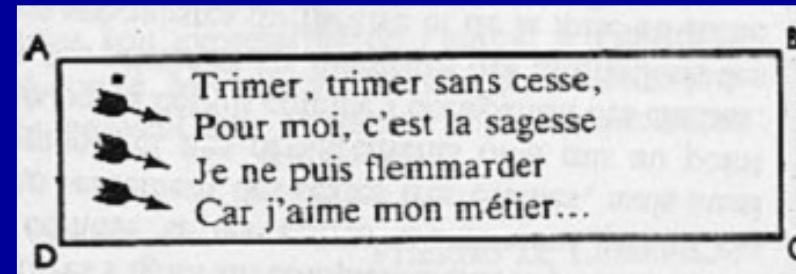 A B
Trimer, trimer sans cesse,
Pour moi, c'est la sagesse
Je ne puis flemmarder
Car j'aime mon métier...
D C